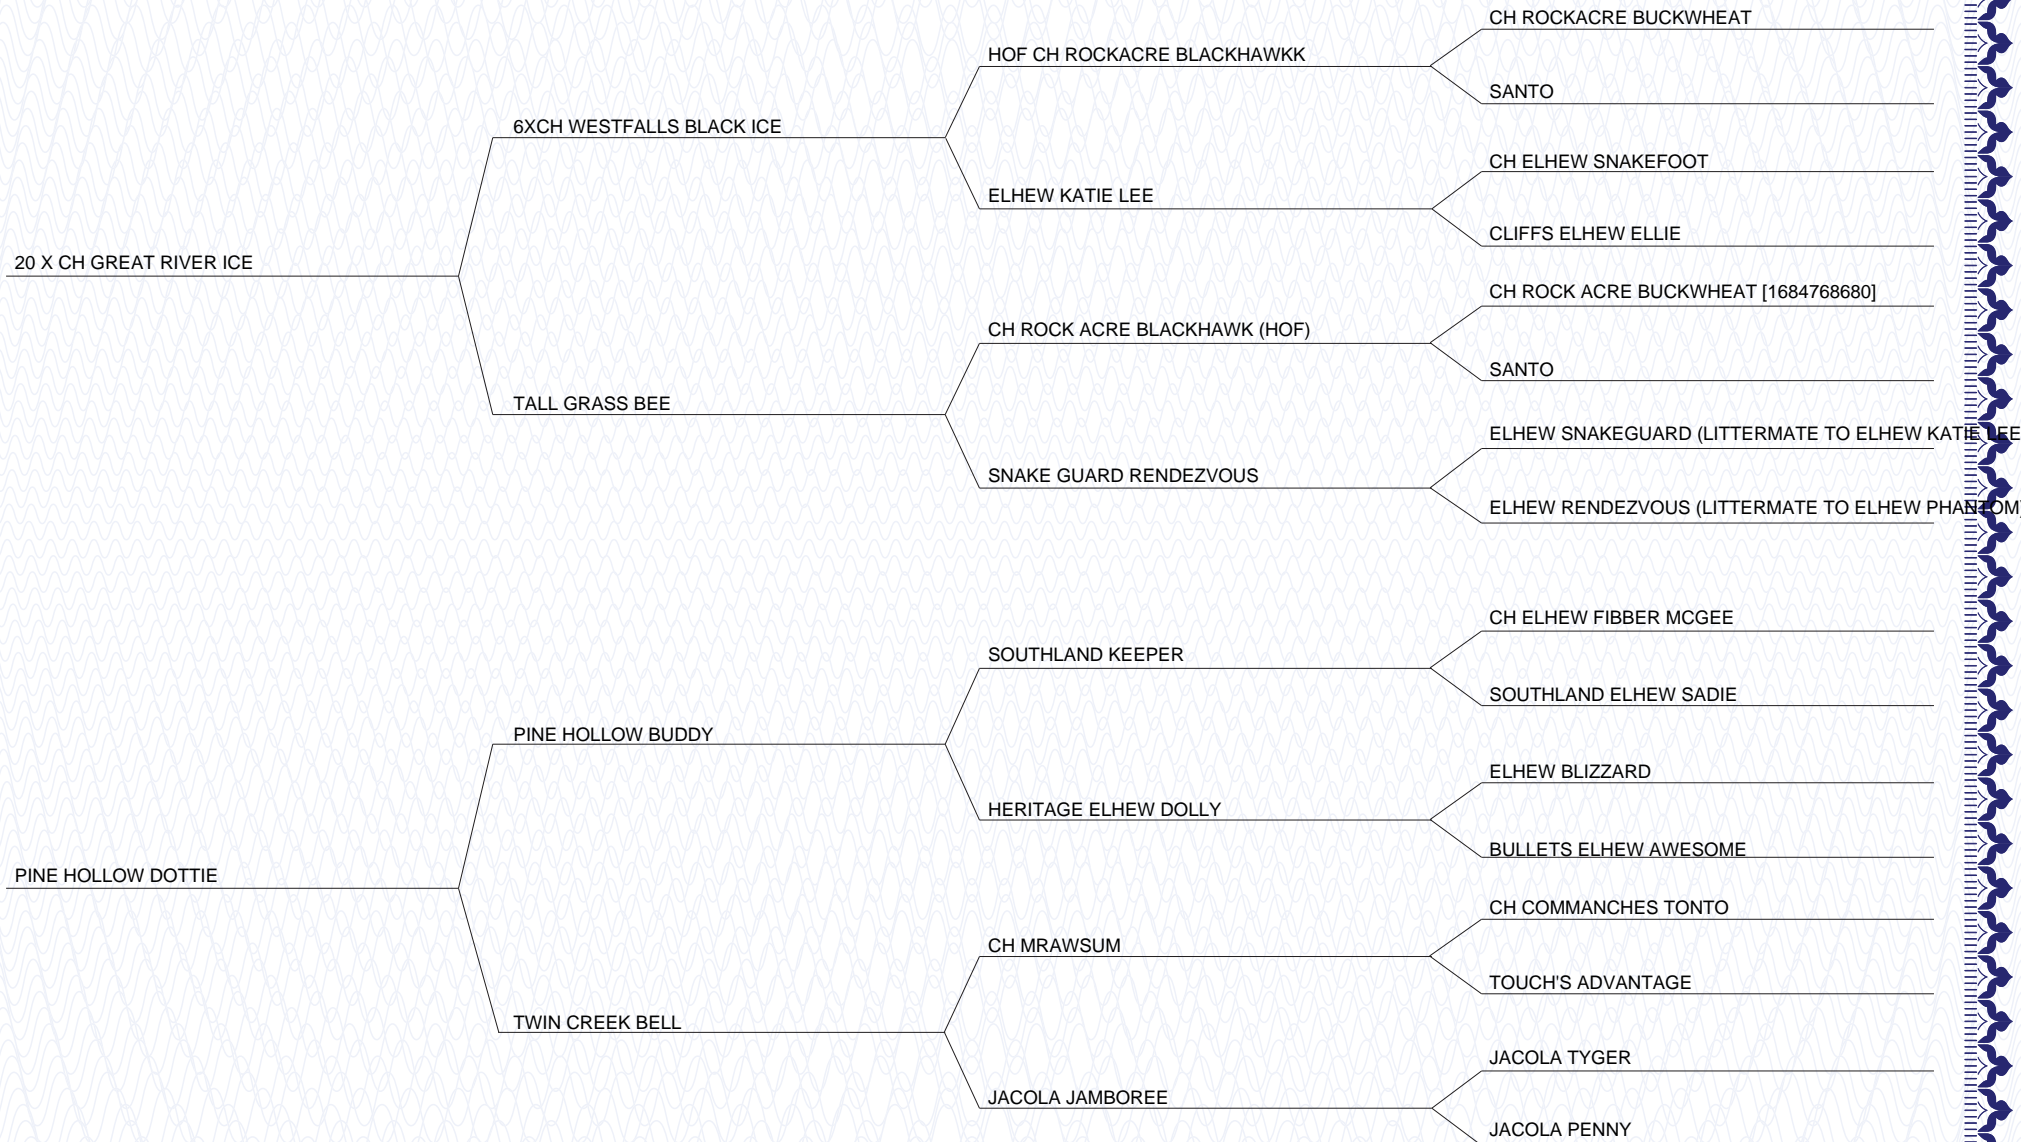 CH ROCKACRE BUCKWHEAT
HOF CH ROCKACRE BLACKHAWKK
SANTO
6XCH WESTFALLS BLACK ICE
CH ELHEW SNAKEFOOT
ELHEW KATIE LEE
CLIFFS ELHEW ELLIE
20 X CH GREAT RIVER ICE
CH ROCK ACRE BUCKWHEAT [1684768680]
CH ROCK ACRE BLACKHAWK (HOF)
SANTO
TALL GRASS BEE
ELHEW SNAKEGUARD (LITTERMATE TO ELHEW KATIE LEE
SNAKE GUARD RENDEZVOUS
ELHEW RENDEZVOUS (LITTERMATE TO ELHEW PHANTOM)
CH ELHEW FIBBER MCGEE
SOUTHLAND KEEPER
SOUTHLAND ELHEW SADIE
PINE HOLLOW BUDDY
ELHEW BLIZZARD
HERITAGE ELHEW DOLLY
BULLETS ELHEW AWESOME
PINE HOLLOW DOTTIE
CH COMMANCHES TONTO
CH MRAWSUM
TOUCH'S ADVANTAGE
TWIN CREEK BELL
JACOLA TYGER
JACOLA JAMBOREE
JACOLA PENNY